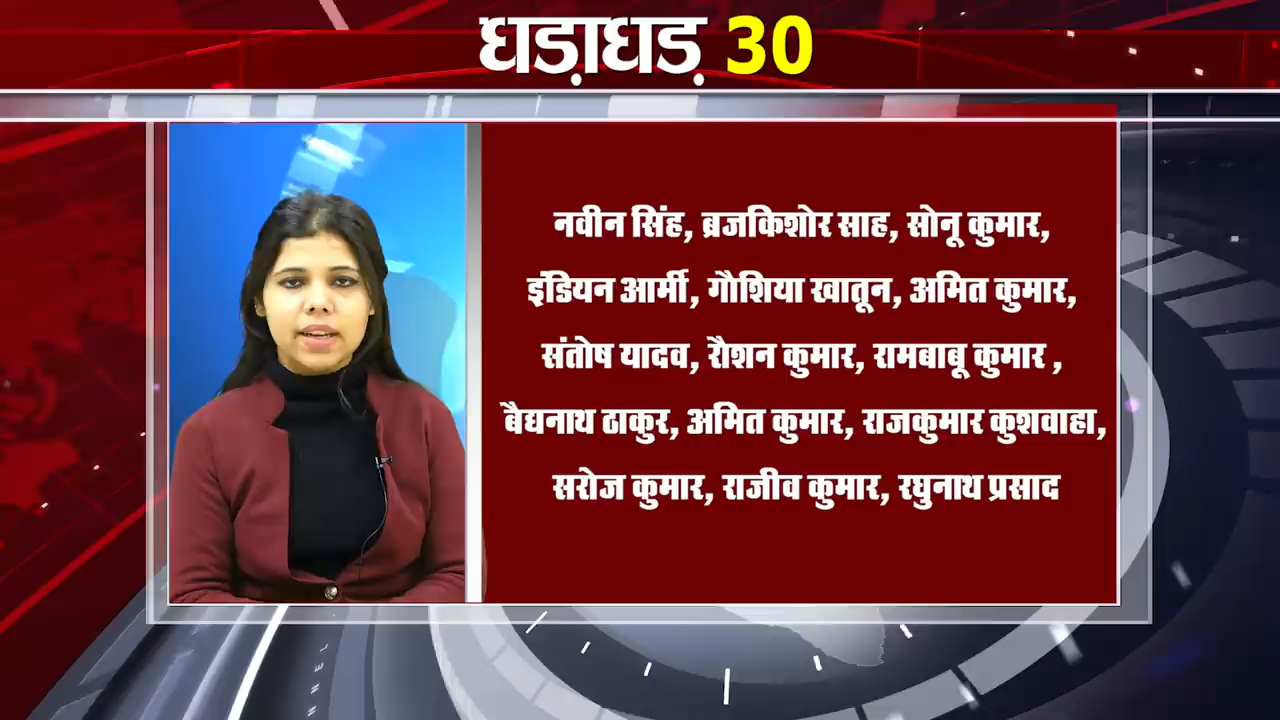 धड़ाधड़ 30
नवीन सिंह, ब्रजकिशोर साह, सोनू कुमार,
इंडियन आर्मी, गौशिया खातून, अमित कुमार,
संतोष यादव, रौशन कुमार, रामबाबू कुमार ,
बैद्यनाथ ठाकुर, अमित कुमार, राजकुमार कुशवाहा,
सरोज कुमार, राजीव कुमार, रघुनाथ प्रसाद